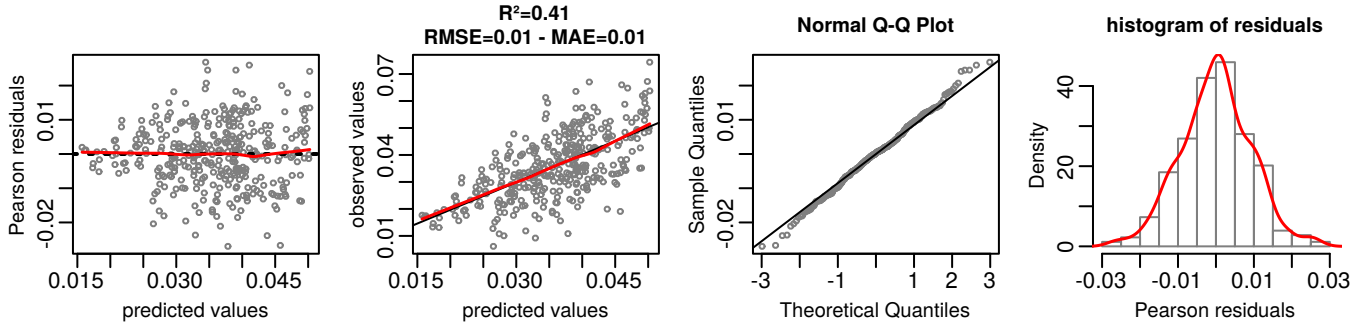 R²=0.41
RMSE=0.01 - MAE=0.01
Normal Q-Q Plot
histogram of residuals
Pearson residuals
0.01
-0.02
0.015
0.030
0.045
predicted values
observed values
0.07
0.04
0.01
0.015
0.030
0.045
predicted values
Sample Quantiles
0.01
-0.02
-3
-1
1
3
Theoretical Quantiles
Density
40
20
0
-0.03
-0.01
0.01
0.03
Pearson residuals